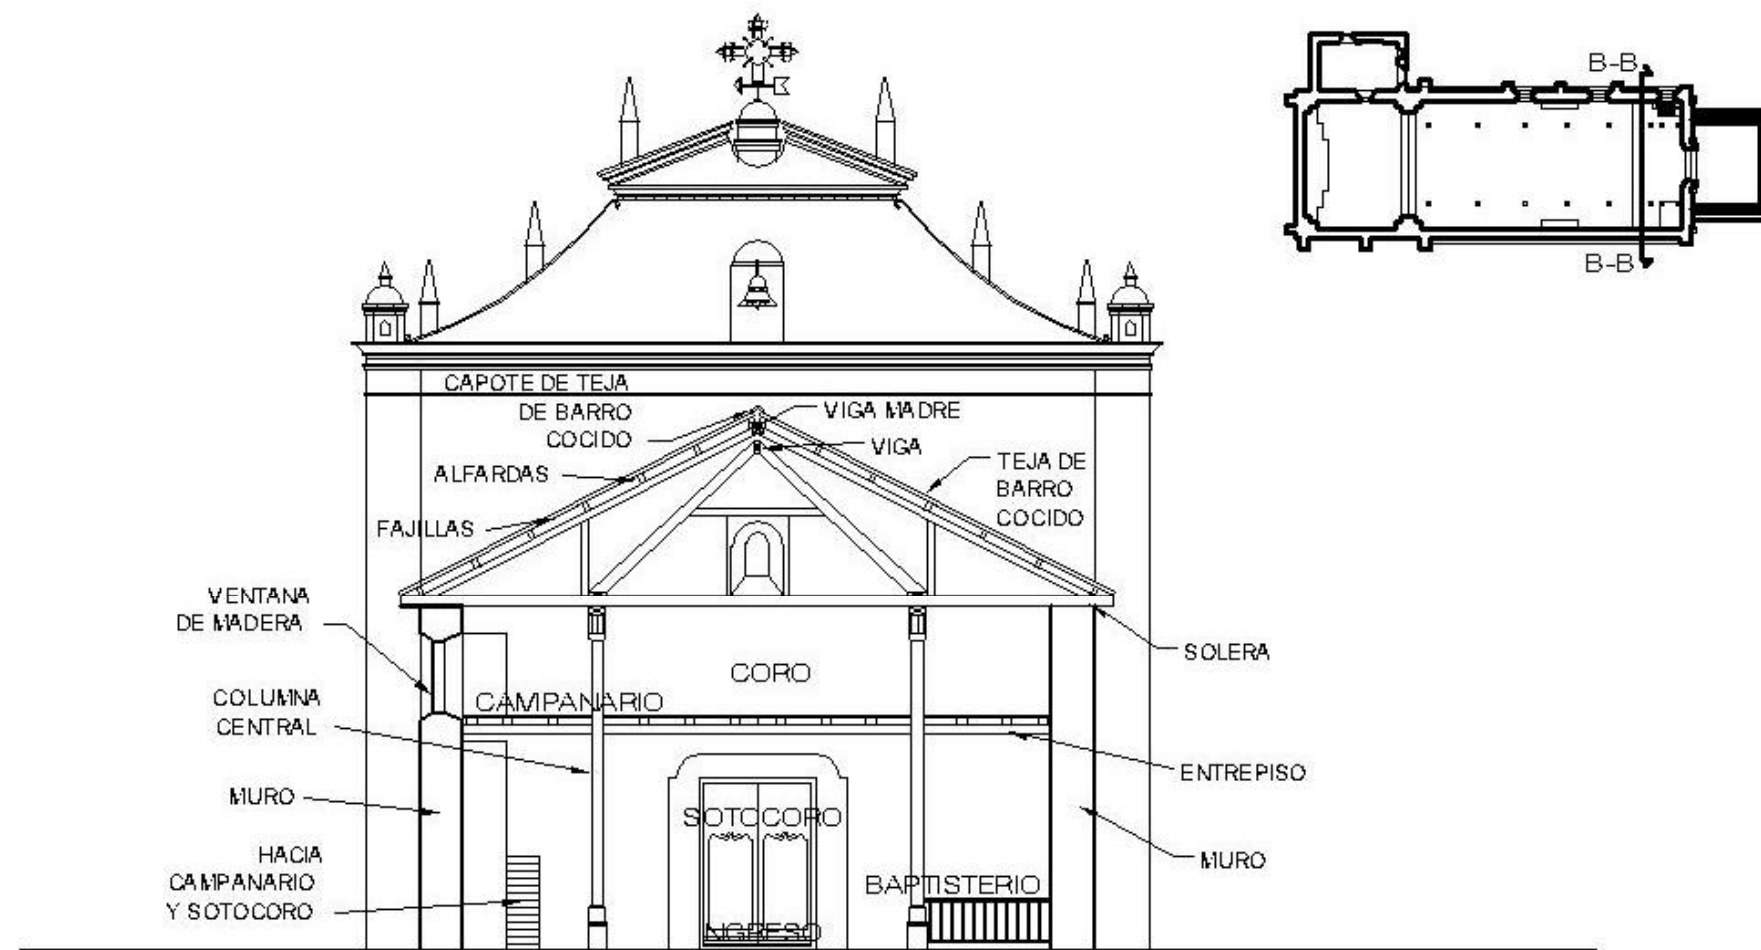 B-B
B-B
CAPOTE DE TEJA
DE BARRO
COCIDO
VIGA MADRE
VIGA
ALFARDAS
TEJA DE
BARRO
COCIDO
FAJILLAS
VENTANA
DE MADERA
SOLERA
CORO
COLUMNA
CENTRAL
CAMPANARIO
ENTREPISO
MURO
SOTOCORO
HACIA
CAMPANARIO
Y SOTOCORO
MURO
BAPTISTERIO
INGRESO